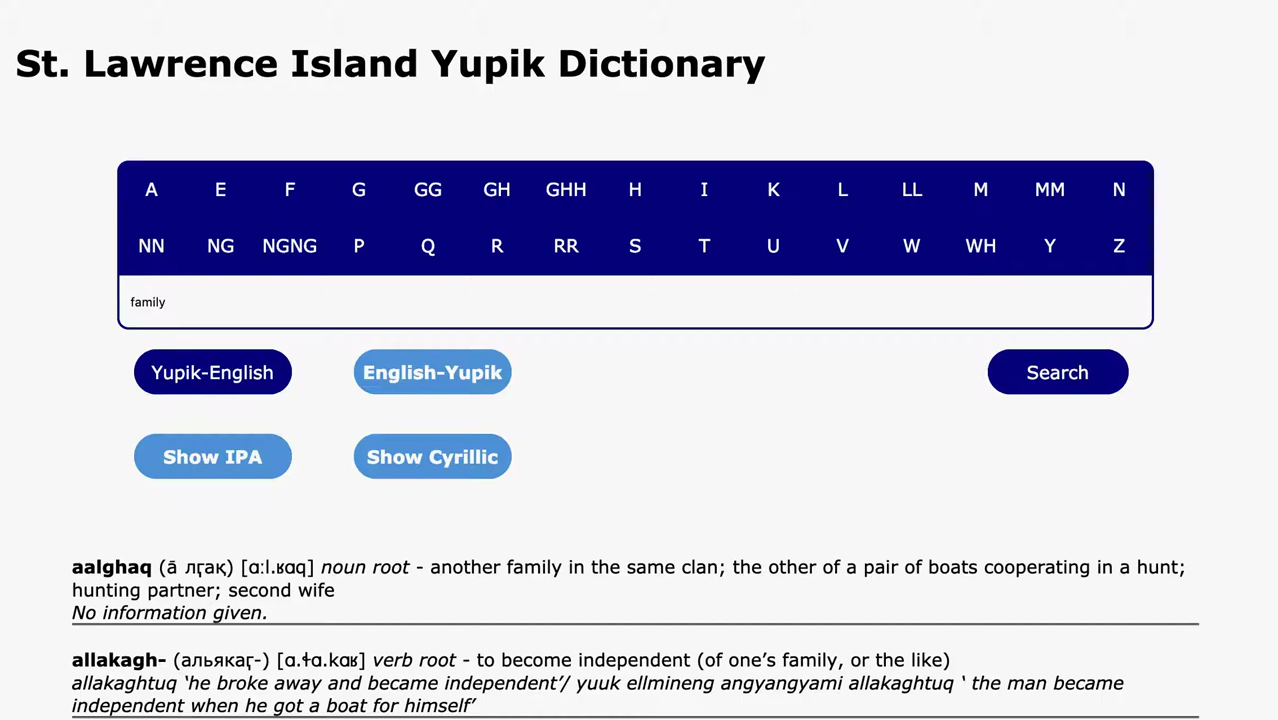 St. Lawrence Island Yupik Dictionary
A E F G GG GH GHH H I K L LL M MM N
NN NG NGNG P Q R RR S T U V W WH Y Z
family
Yupik-English English-Yupik Search
Show IPA Show Cyrillic
aalghaq (а̄ лӷақ) [ɑːl.ʁɑq] noun root - another family in the same clan; the other of a pair of boats cooperating in a hunt;
hunting partner; second wife
No information given.
allakagh- (альякаӷ-) [ɑ.ɬɑ.kɑʁ] verb root - to become independent (of one’s family, or the like)
allakaghtuq ‘he broke away and became independent’/ yuuk ellmineng angyangyami allakaghtuq ‘ the man became
independent when he got a boat for himself’